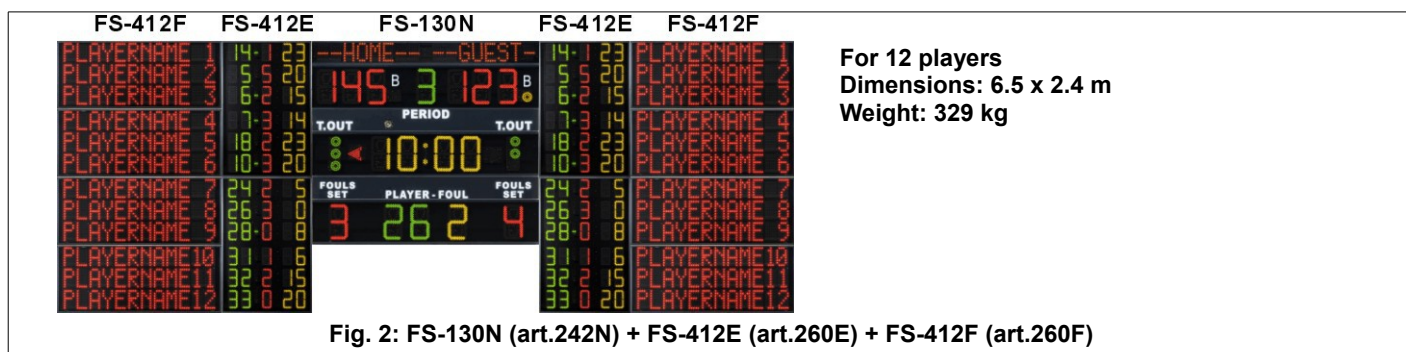 FS-412F FS-412E FS-130N FS-412E FS-412F
PLAYERNAME 1 14·1 23 --HOME-- --GUEST- 14·1 23 PLAYERNAME 1
PLAYERNAME 2 5 5 20 145 B 3 123 B 5 5 20 PLAYERNAME 2
PLAYERNAME 3 6·2 15 6·2 15 PLAYERNAME 3
PERIOD
PLAYERNAME 4 7·3 14 T.OUT T.OUT 7·3 14 PLAYERNAME 4
PLAYERNAME 5 18 2 23 10:00 18 2 23 PLAYERNAME 5
PLAYERNAME 6 10·3 20 10·3 20 PLAYERNAME 6
PLAYERNAME 7 24 2 5 FOULS SET PLAYER-FOUL FOULS SET 24 2 5 PLAYERNAME 7
PLAYERNAME 8 26 3 0 3 26 2 4 26 3 0 PLAYERNAME 8
PLAYERNAME 9 28·0 8 28·0 8 PLAYERNAME 9
PLAYERNAME10 31·1 6 31·1 6 PLAYERNAME10
PLAYERNAME11 32 2 15 32 2 15 PLAYERNAME11
PLAYERNAME12 33·0 20 33·0 20 PLAYERNAME12
For 12 players
Dimensions: 6.5 x 2.4 m
Weight: 329 kg
Fig. 2: FS-130N (art.242N) + FS-412E (art.260E) + FS-412F (art.260F)